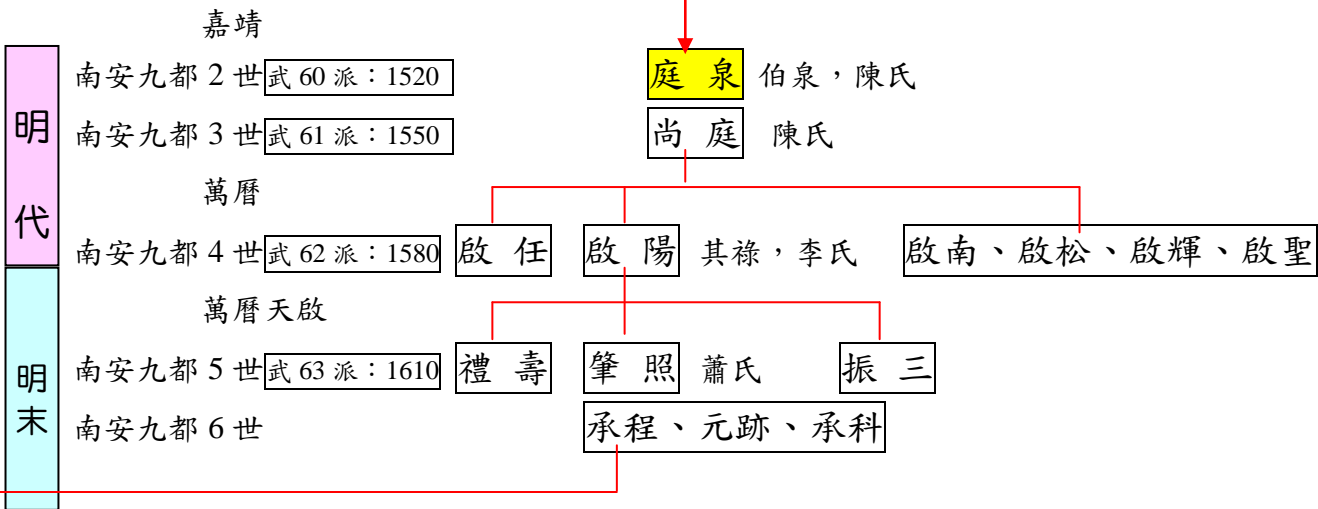 嘉靖
明代
南安九都 2 世 武 60 派：1520 庭 泉 伯泉，陳氏
南安九都 3 世 武 61 派：1550 尚 庭 陳氏
萬曆
南安九都 4 世 武 62 派：1580 啟 任 啟 陽 其祿，李氏 啟南、啟松、啟輝、啟聖
明末
萬曆天啟
南安九都 5 世 武 63 派：1610 禮 壽 肇 照 蕭氏 振 三
南安九都 6 世 承程、元跡、承科